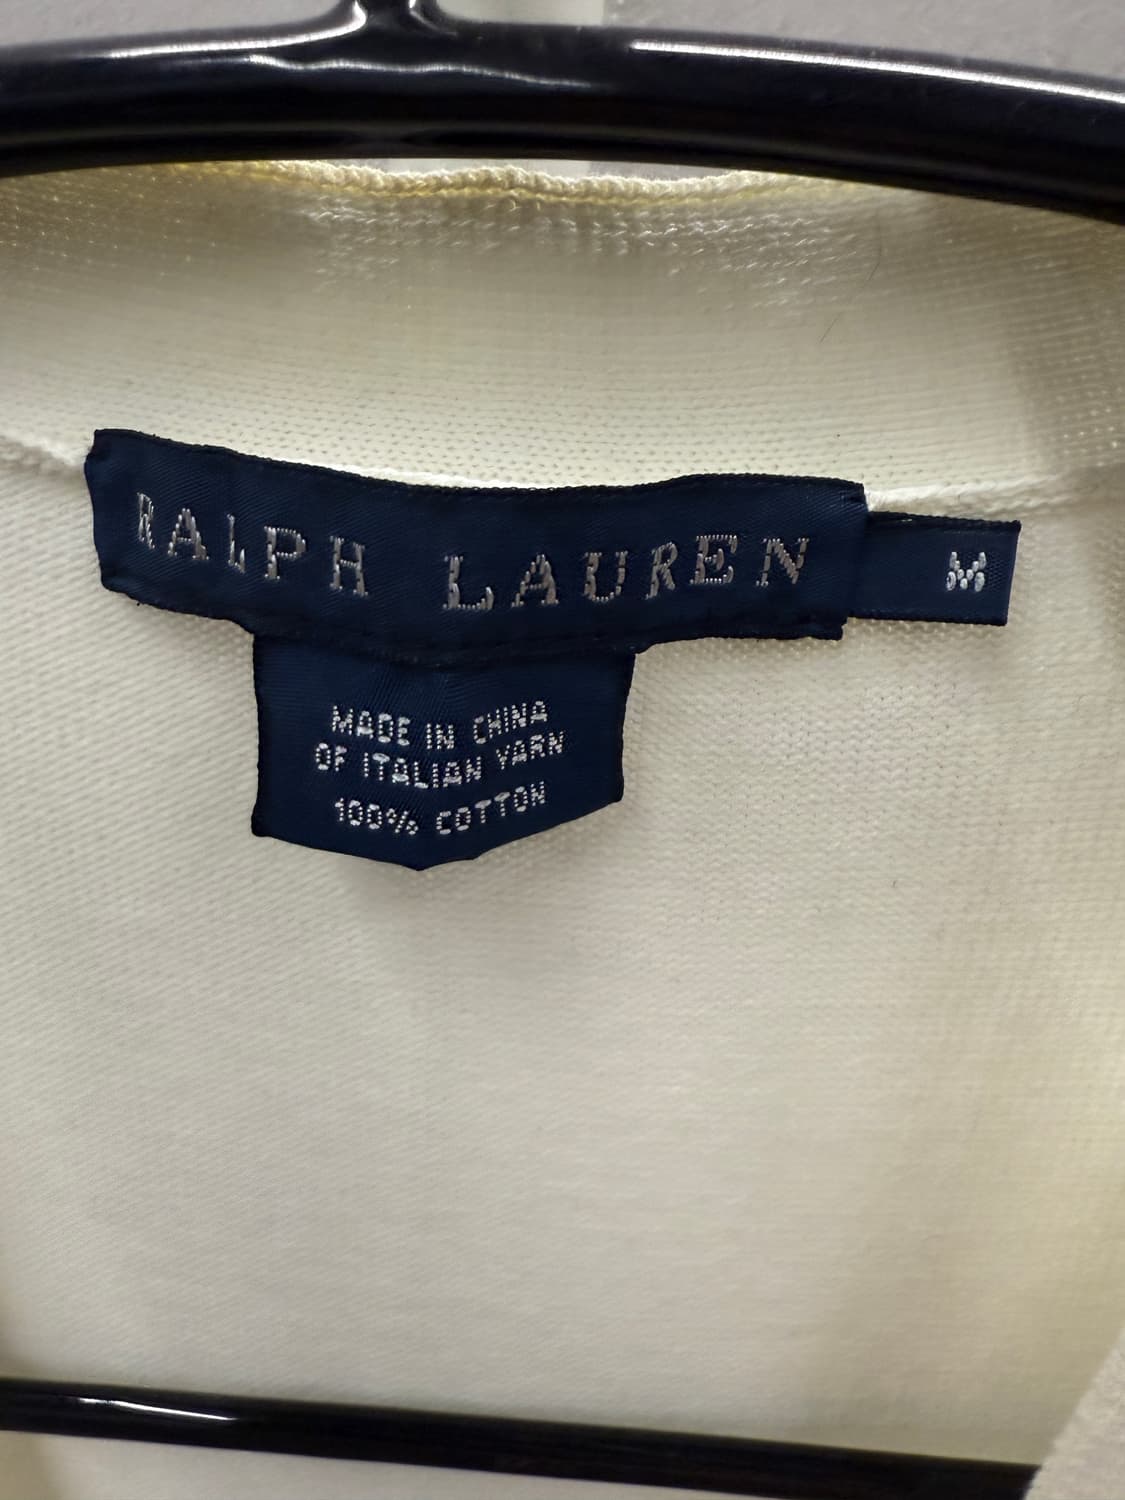 RALPH LAUREN
M
MADE IN CHINA
OF ITALIAN YARN
100% COTTON